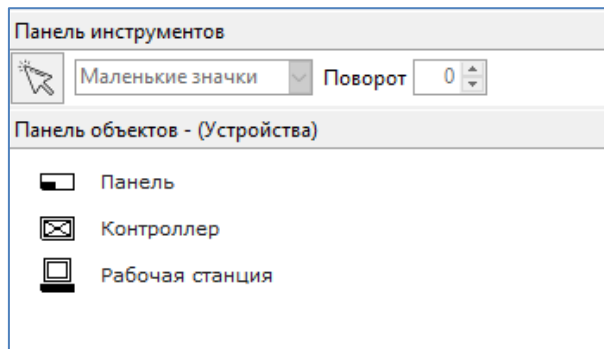 Панель инструментов
Маленькие значки Поворот 0
Панель объектов - (Устройства)
Панель
Контроллер
Рабочая станция